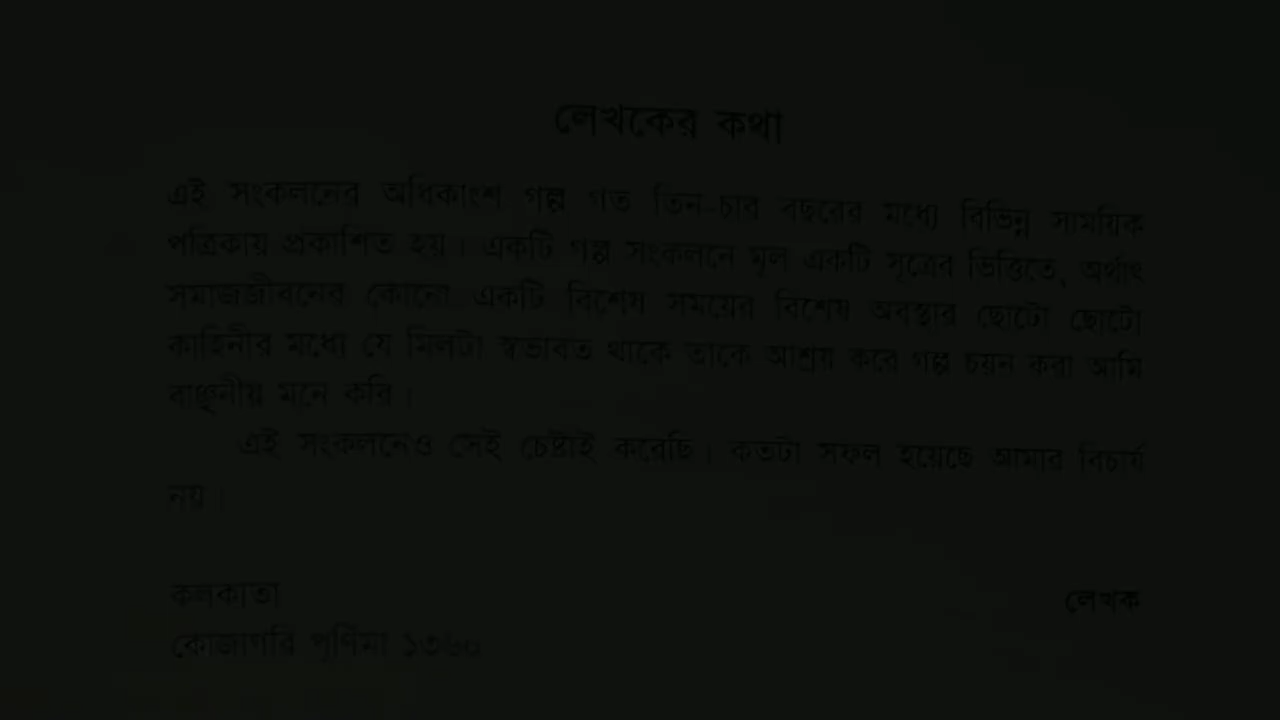 লেখকের কথা
এই সংকলনের অধিকাংশ গল্প গত তিন-চার বছরের মধ্যে বিভিন্ন সাময়িক
পত্রিকায় প্রকাশিত হয়। একটি গল্প সংকলনে মূল একটি সূত্রের ভিত্তিতে, অর্থাৎ
সমাজজীবনের কোনো একটি বিশেষ সময়ের বিশেষ অবস্থার ছোটো ছোটো
কাহিনীর মধ্যে যে মিলটা স্বভাবত থাকে তাকে আশ্রয় করে গল্প চয়ন করা আমি
বাঞ্ছনীয় মনে করি।
এই সংকলনেও সেই চেষ্টাই করেছি। কতটা সফল হয়েছে আমার বিচার্য
নয়।
কলকাতা
লেখক
কোজাগরি পূর্ণিমা ১৩৬০